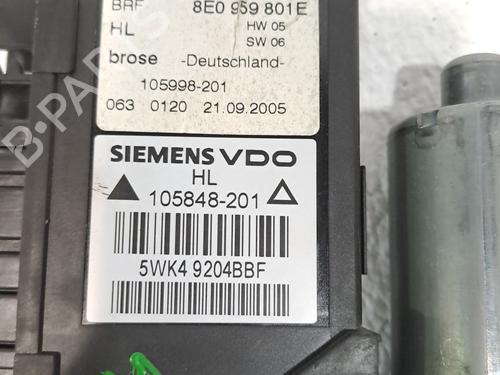 BRF 8E0 959 801E
HL HW 05
SW 06
brose -Deutschland-
105998-201
063 0120 21.09.2005
SIEMENS VDO
HL
105848-201
5WK4 9204BBF
B-PARTS